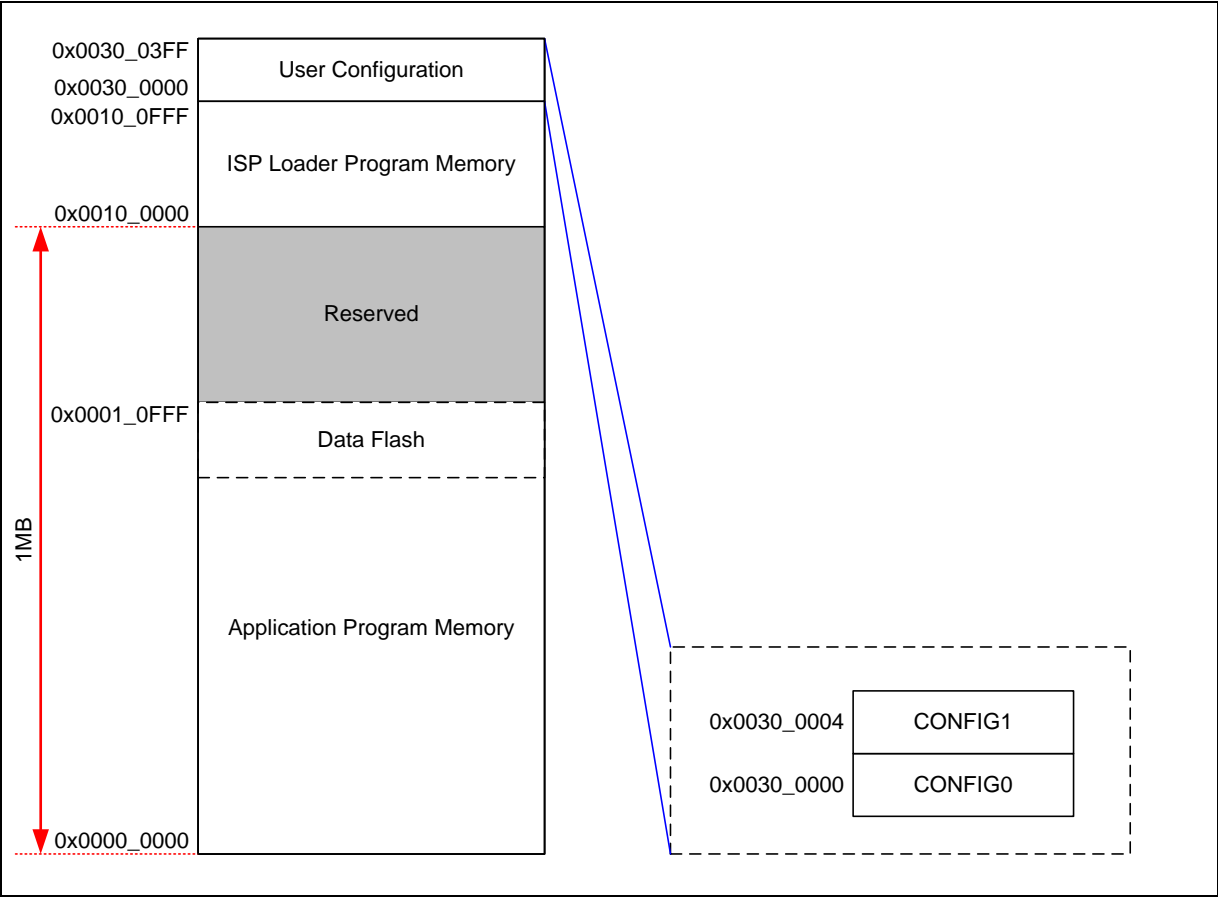 0x0030_03FF
User Configuration
0x0030_0000
0x0010_0FFF
ISP Loader Program Memory
0x0010_0000
Reserved
0x0001_0FFF
Data Flash
1MB
Application Program Memory
0x0000_0000
0x0030_0004
CONFIG1
0x0030_0000
CONFIG0